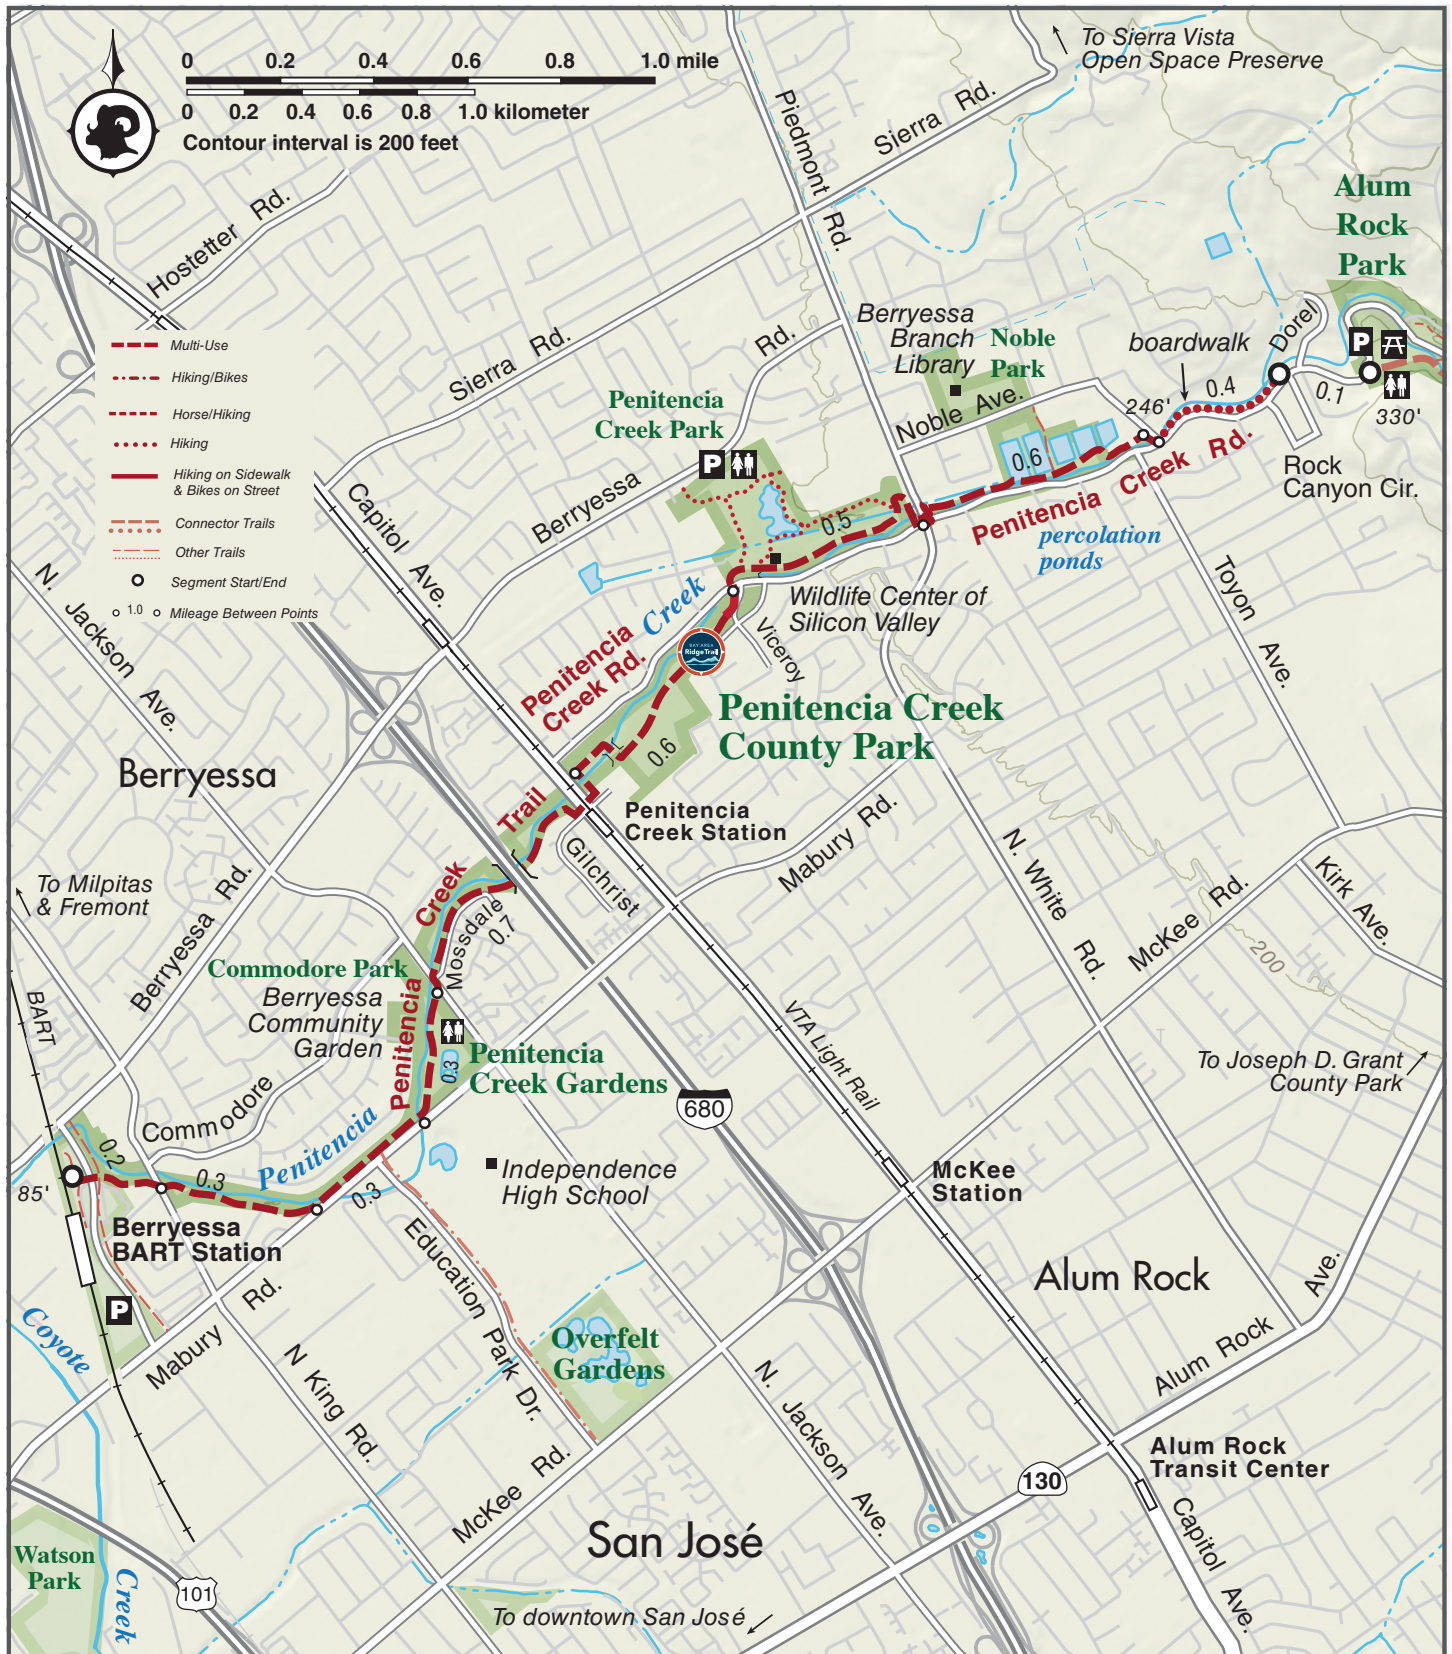 0 0.2 0.4 0.6 0.8 1.0 mile
0 0.2 0.4 0.6 0.8 1.0 kilometer
Contour interval is 200 feet
To Sierra Vista
Open Space Preserve
Piedmont Rd.
Sierra Rd.
Hostetter Rd.
Alum
Rock
Park
Multi-Use
Hiking/Bikes
Horse/Hiking
Hiking
Hiking on Sidewalk
& Bikes on Street
Connector Trails
Other Trails
Segment Start/End
1.0 Mileage Between Points
Sierra Rd.
Berryessa Rd.
Berryessa
Branch
Library
Noble
Park
Noble Ave.
boardwalk
Dorel
P
0.4
0.1
330'
246'
Penitencia
Creek Park
P
0.5
0.6
Penitencia Creek Rd.
percolation
ponds
Rock
Canyon Cir.
Capitol Ave.
N. Jackson Ave.
Wildlife Center of
Silicon Valley
Viceroy
Toyon Ave.
Penitencia
Creek Rd.
Creek
BAY AREA
Ridge Trail
Penitencia Creek
County Park
0.6
Berryessa
Trail
Penitencia
Creek Station
Gilchrist
Mabury Rd.
N. White Rd.
McKee Rd.
Kirk Ave.
200
To Milpitas
& Fremont
Berryessa Rd.
Creek
Mossdale
0.7
Commodore Park
Berryessa
Community
Garden
Penitencia
0.3
Penitencia
Creek Gardens
BART
VTA Light Rail
680
To Joseph D. Grant
County Park
Commodore
Penitencia
0.2
0.3
0.3
85'
Independence
High School
McKee
Station
Berryessa
BART Station
P
Education Park Dr.
Alum Rock
Alum Rock Ave.
Coyote
Mabury Rd.
N King Rd.
Overfelt
Gardens
McKee Rd.
N. Jackson Ave.
130
Alum Rock
Transit Center
Capitol Ave.
San José
Watson
Park
Creek
101
To downtown San José